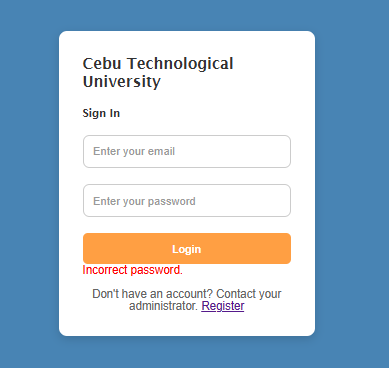 Cebu Technological
University
Sign In
Enter your email
Enter your password
Login
Incorrect password.
Don't have an account? Contact your
administrator. Register